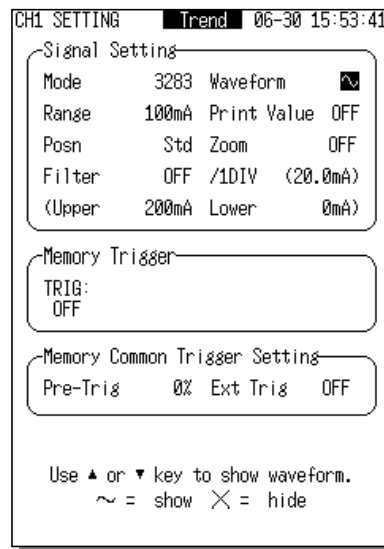 CH1 SETTING Trend 06-30 15:53:41
Signal Setting
Mode 3283 Waveform ~
Range 100mA Print Value OFF
Posn Std Zoom OFF
Filter OFF /1DIV (20.0mA)
(Upper 200mA Lower 0mA)
Memory Trigger
TRIG:
OFF
Memory Common Trigger Setting
Pre-Trig 0% Ext Trig OFF
Use ▲ or ▼ key to show waveform.
~ = show ╳ = hide